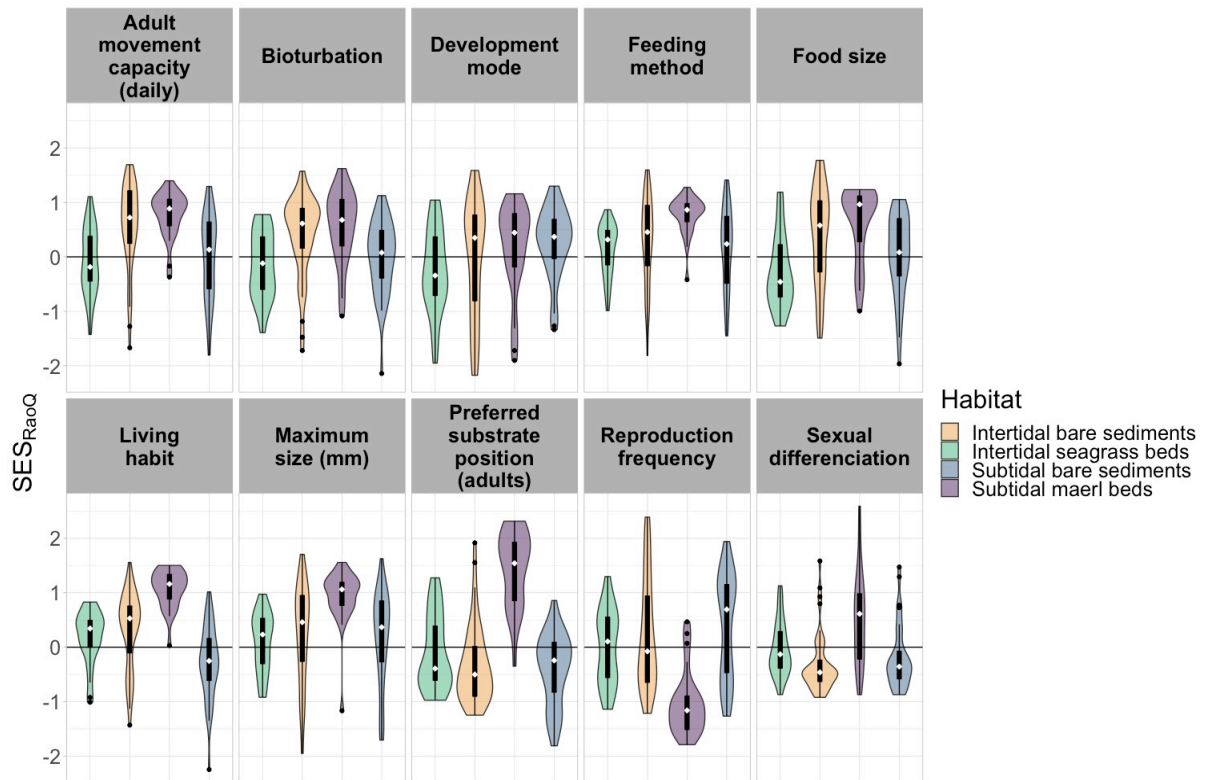 Adult
movement
capacity
(daily)
Bioturbation
Development
mode
Feeding
method
Food size
2
1
0
-1
-2
Living
habit
Maximum
size (mm)
Preferred
substrate
position
(adults)
Reproduction
frequency
Sexual
differenciation
2
1
0
-1
-2
SESRaoQ
Habitat
Intertidal bare sediments
Intertidal seagrass beds
Subtidal bare sediments
Subtidal maerl beds